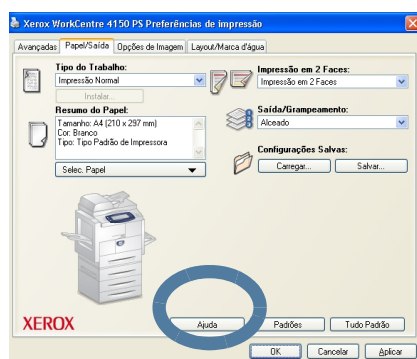 Xerox WorkCentre 4150 PS Preferências de impressão
Avançadas Papel/Saída Opções de Imagem Layout/Marca d'água
Tipo do Trabalho:
Impressão Normal
Instalar...
Resumo do Papel:
Tamanho: A4 (210 x 297 mm)
Cor: Branco
Tipo: Tipo Padrão de Impressora
Selec. Papel
Impressão em 2 Faces:
Impressão em 2 Faces
Saída/Grampeamento:
Alceado
Configurações Salvas:
Carregar... Salvar...
XEROX
Ajuda Padrões Tudo Padrão
OK Cancelar Aplicar